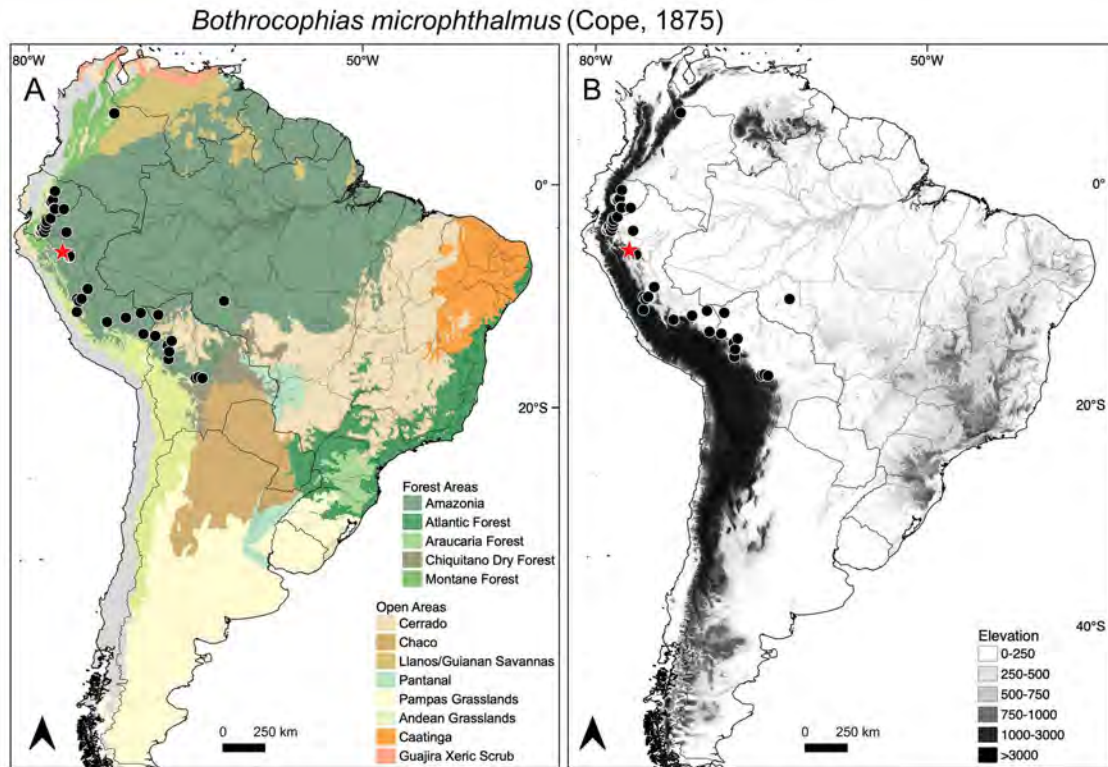 Bothrocophias microphthalmus (Cope, 1875)
80°W
50°W
A
0°
20°S
Forest Areas
Amazonia
Atlantic Forest
Araucaria Forest
Chiquitano Dry Forest
Montane Forest
Open Areas
Cerrado
Chaco
Llanos/Guianan Savannas
Pantanal
Pampas Grasslands
Andean Grasslands
Caatinga
Guajira Xeric Scrub
0 250 km
80°W
50°W
B
0°
20°S
40°S
Elevation
0-250
250-500
500-750
750-1000
1000-3000
>3000
0 250 km